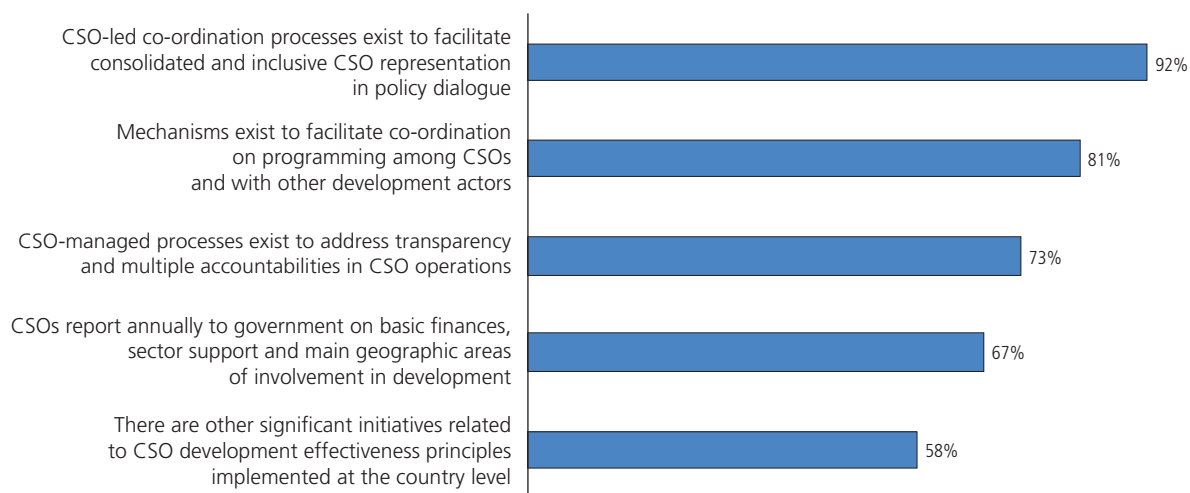 CSO-led co-ordination processes exist to facilitate
consolidated and inclusive CSO representation
in policy dialogue
92%
Mechanisms exist to facilitate co-ordination
on programming among CSOs
and with other development actors
81%
CSO-managed processes exist to address transparency
and multiple accountabilities in CSO operations
73%
CSOs report annually to government on basic finances,
sector support and main geographic areas
of involvement in development
67%
There are other significant initiatives related
to CSO development effectiveness principles
implemented at the country level
58%